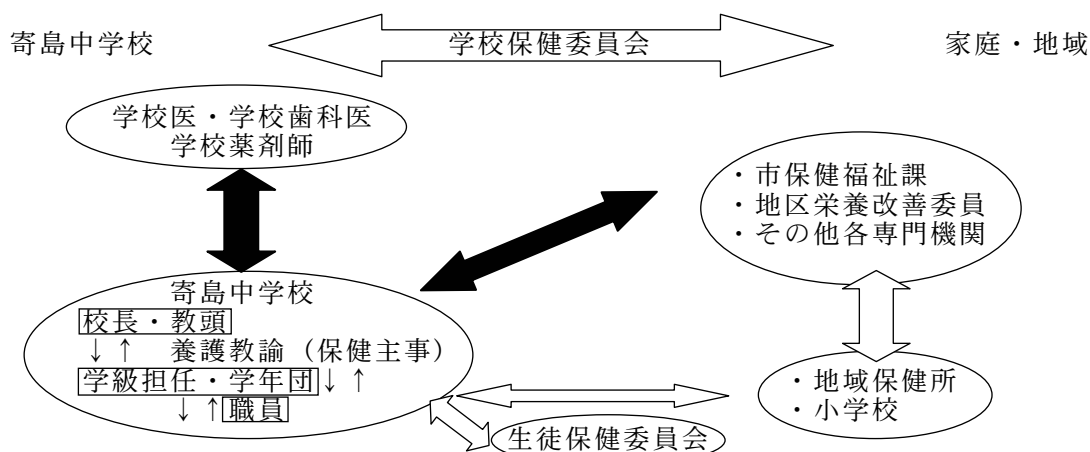 寄島中学校
学校保健委員会
家庭・地域
学校医・学校歯科医
学校薬剤師
・市保健福祉課
・地区栄養改善委員
・その他各専門機関
寄島中学校
校長・教頭
↓ ↑ 養護教諭（保健主事）
学級担任・学年団↓ ↑
↓ ↑職員
・地域保健所
・小学校
生徒保健委員会